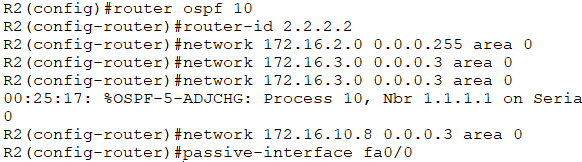 R2(config)#router ospf 10
R2(config-router)#router-id 2.2.2.2
R2(config-router)#network 172.16.2.0 0.0.0.255 area 0
R2(config-router)#network 172.16.3.0 0.0.0.3 area 0
R2(config-router)#network 172.16.3.0 0.0.0.3 area 0
00:25:17: %OSPF-5-ADJCHG: Process 10, Nbr 1.1.1.1 on Seria
0
R2(config-router)#network 172.16.10.8 0.0.0.3 area 0
R2(config-router)#passive-interface fa0/0